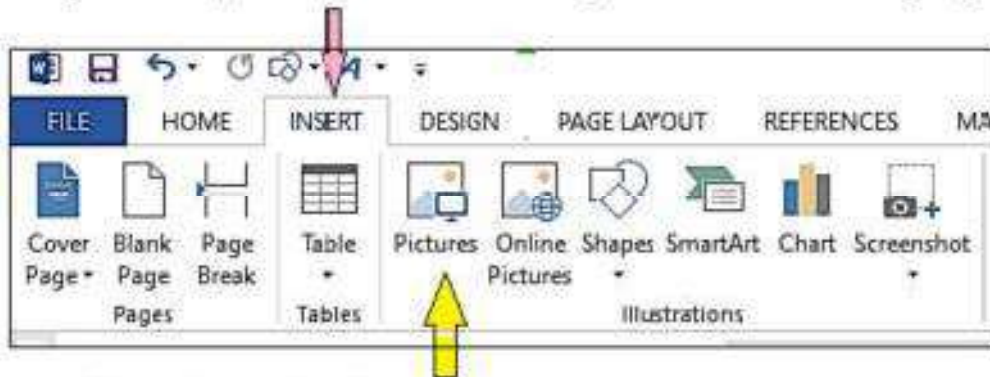 FILE HOME INSERT DESIGN PAGE LAYOUT REFERENCES MA
Cover Blank Page Table Pictures Online Shapes SmartArt Chart Screenshot
Page Page Break Pictures
Pages Tables Illustrations